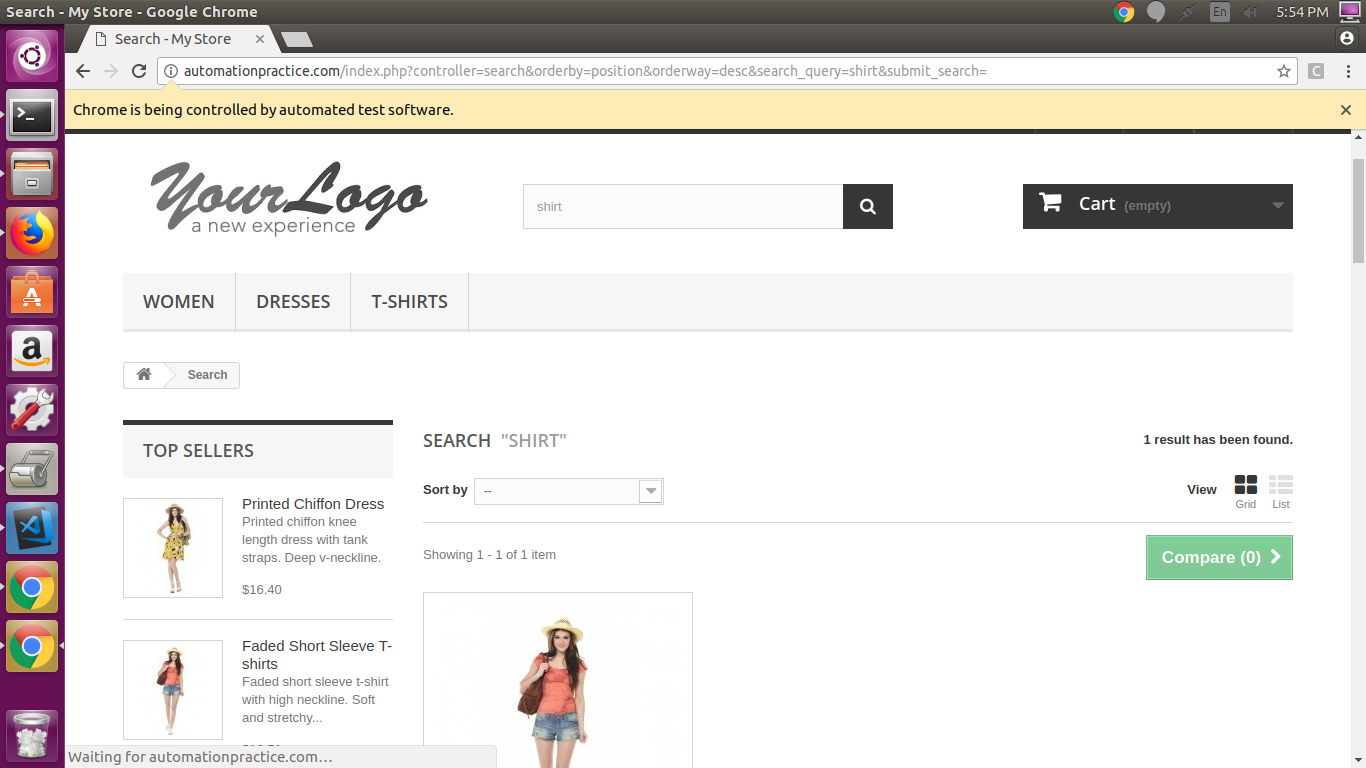 Search - My Store - Google Chrome
En
5:54 PM
Search - My Store
automationpractice.com/index.php?controller=search&orderby=position&orderway=desc&search_query=shirt&submit_search=
C
Chrome is being controlled by automated test software.
Your Logo
a new experience
shirt
Cart (empty)
WOMEN
DRESSES
T-SHIRTS
Search
TOP SELLERS
Printed Chiffon Dress
Printed chiffon knee
length dress with tank
straps. Deep v-neckline.
$16.40
Faded Short Sleeve T-
shirts
Faded short sleeve t-shirt
with high neckline. Soft
and stretchy...
SEARCH "SHIRT"
1 result has been found.
Sort by
--
View
Grid
List
Showing 1 - 1 of 1 item
Compare (0)
Waiting for automationpractice.com…